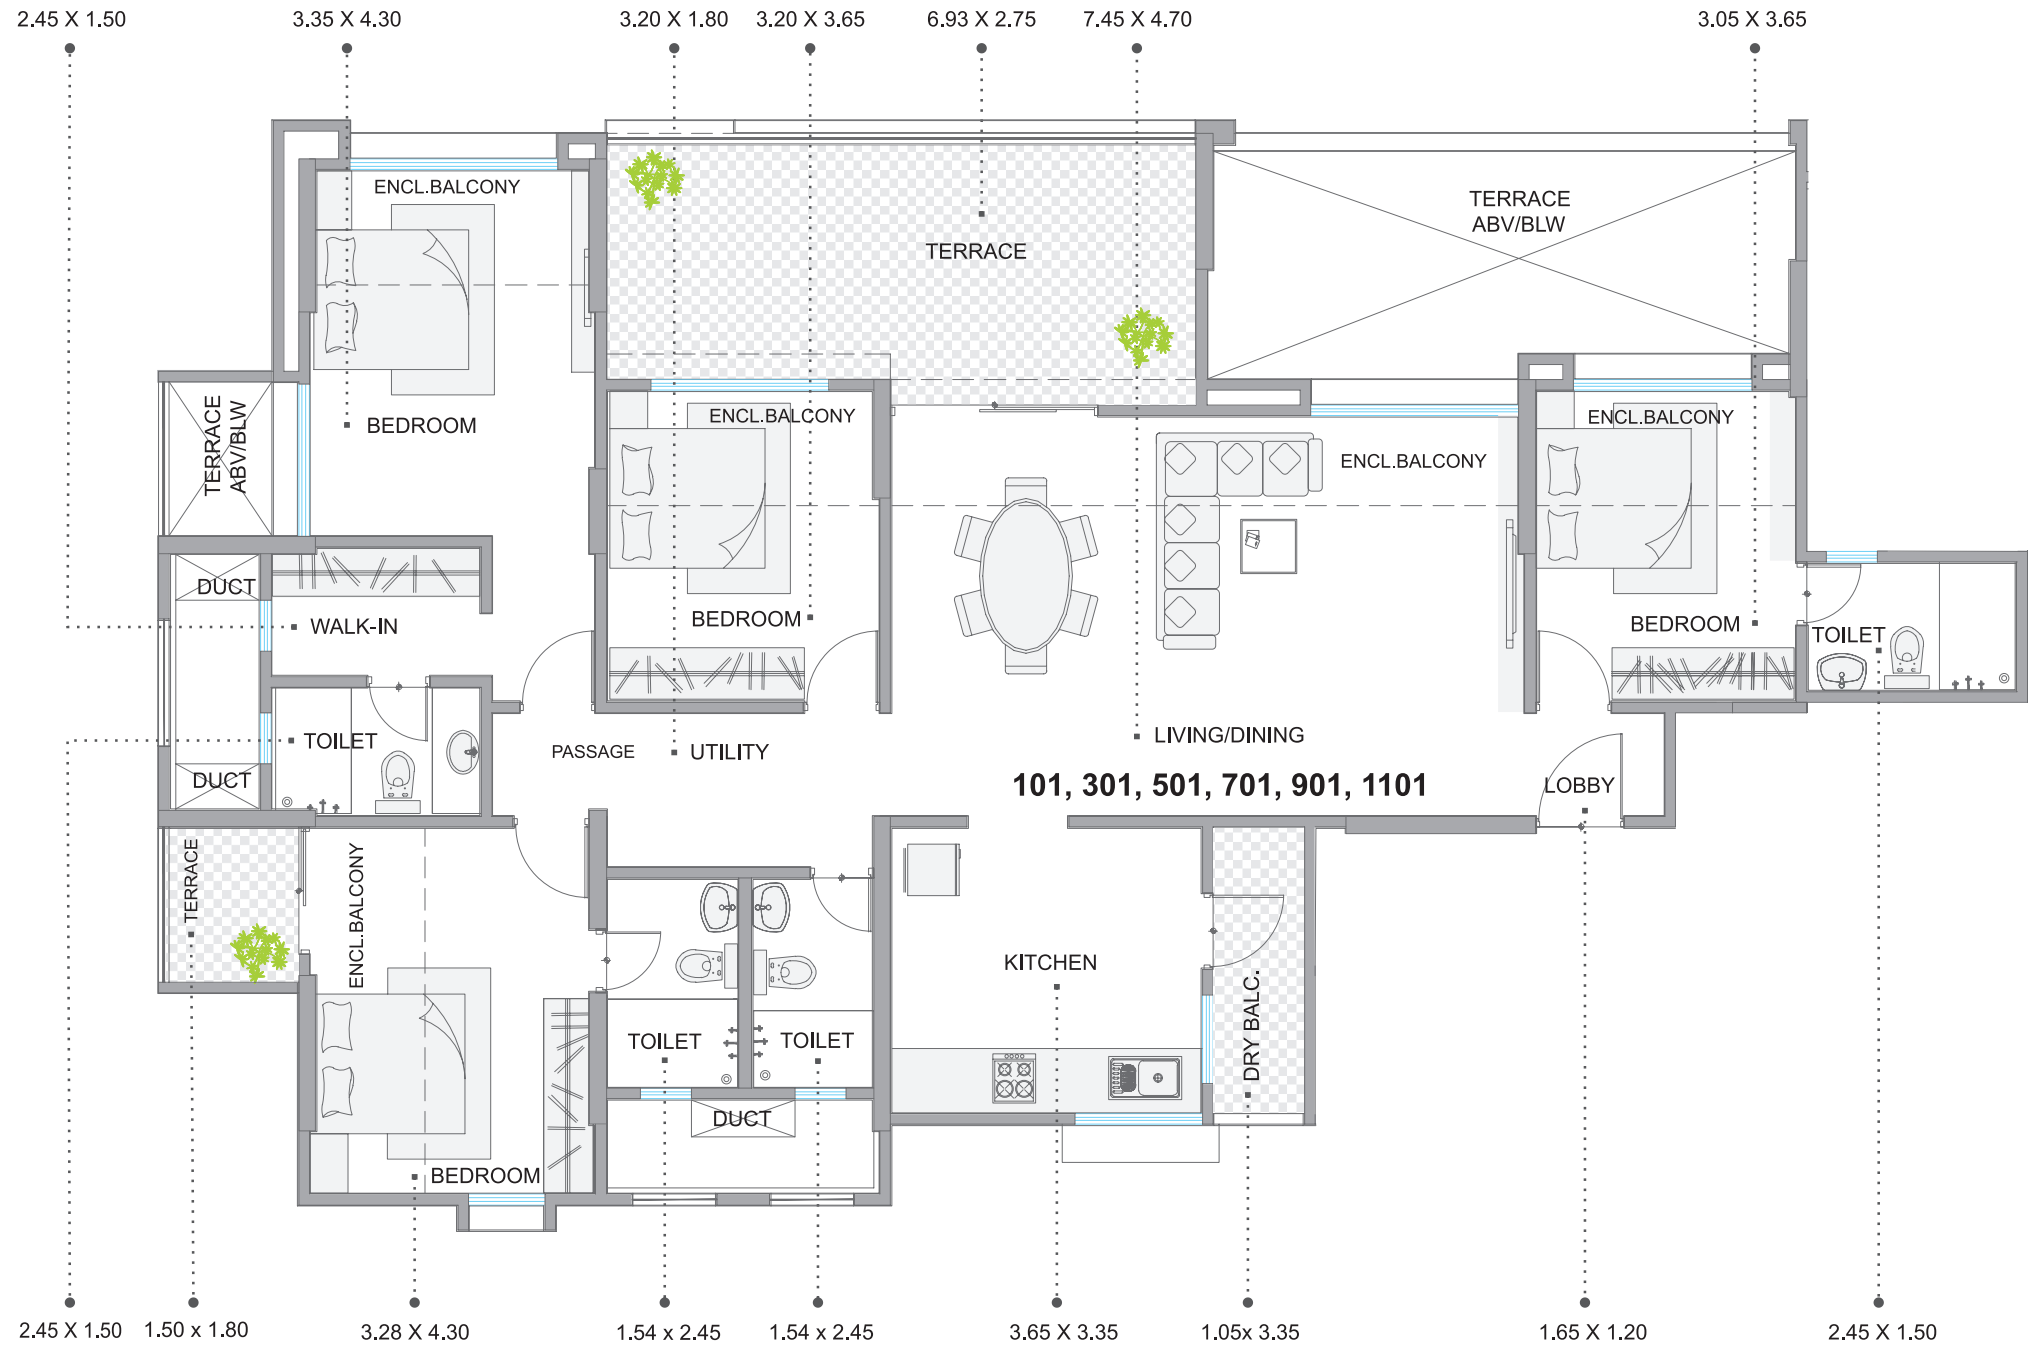 2.45 X 1.50
3.35 X 4.30
3.20 X 1.80
3.20 X 3.65
6.93 X 2.75
7.45 X 4.70
3.05 X 3.65
ENCL.BALCONY
TERRACE
TERRACE
ABV/BLW
BEDROOM
TERRACE
ABV/BLW
ENCL.BALCONY
ENCL.BALCONY
ENCL.BALCONY
DUCT
WALK-IN
BEDROOM
BEDROOM
TOILET
TOILET
PASSAGE
UTILITY
LIVING/DINING
DUCT
101, 301, 501, 701, 901, 1101
LOBBY
TERRACE
ENCL.BALCONY
KITCHEN
DRY BALC.
TOILET
TOILET
DUCT
BEDROOM
2.45 X 1.50
1.50 x 1.80
3.28 X 4.30
1.54 x 2.45
1.54 x 2.45
3.65 X 3.35
1.05x 3.35
1.65 X 1.20
2.45 X 1.50